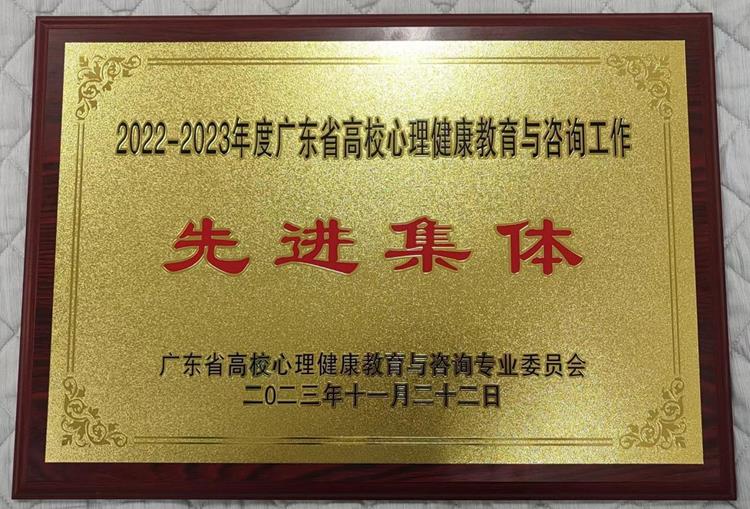 2022-2023年度广东省高校心理健康教育与咨询工作
先进集体
广东省高校心理健康教育与咨询专业委员会
二〇二三年十一月二十二日